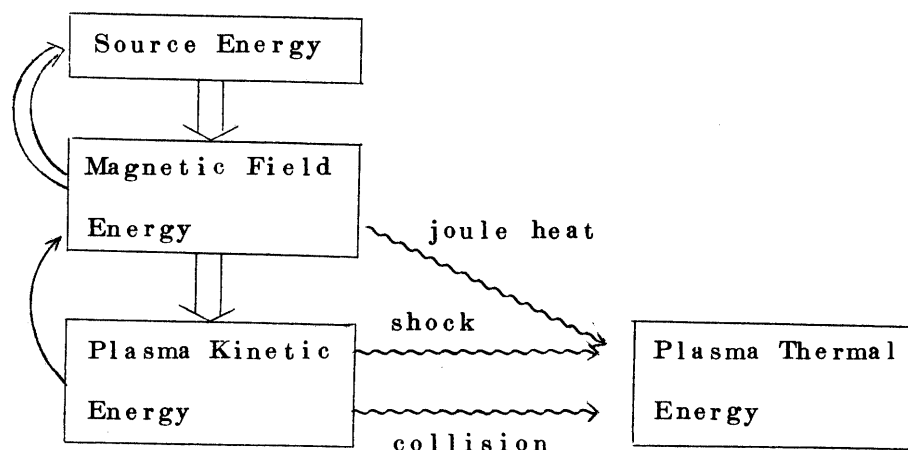 Source Energy
Magnetic Field
Energy
joule heat
shock
Plasma Kinetic
Energy
collision
Plasma Thermal
Energy